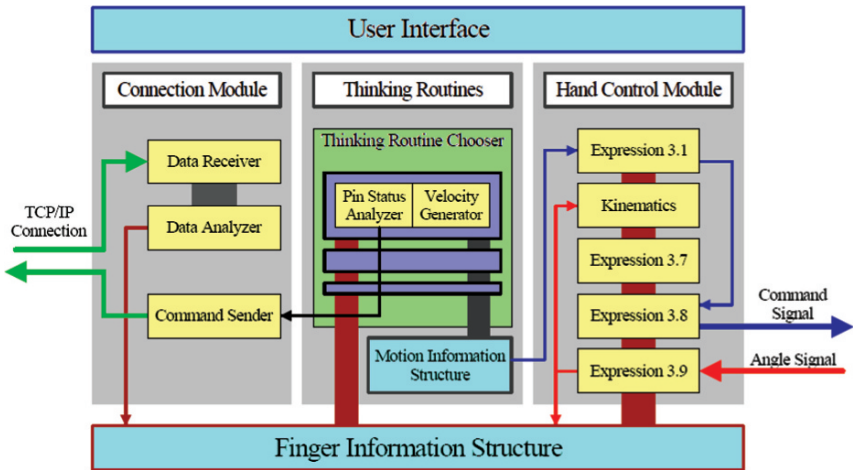 User Interface
Connection Module
Thinking Routines
Hand Control Module
Thinking Routine Chooser
Data Receiver
Expression 3.1
Pin Status
Analyzer
Velocity
Generator
Kinematics
TCP/IP
Connection
Data Analyzer
Expression 3.7
Command Sender
Expression 3.8
Command
Signal
Motion Information
Structure
Expression 3.9
Angle Signal
Finger Information Structure